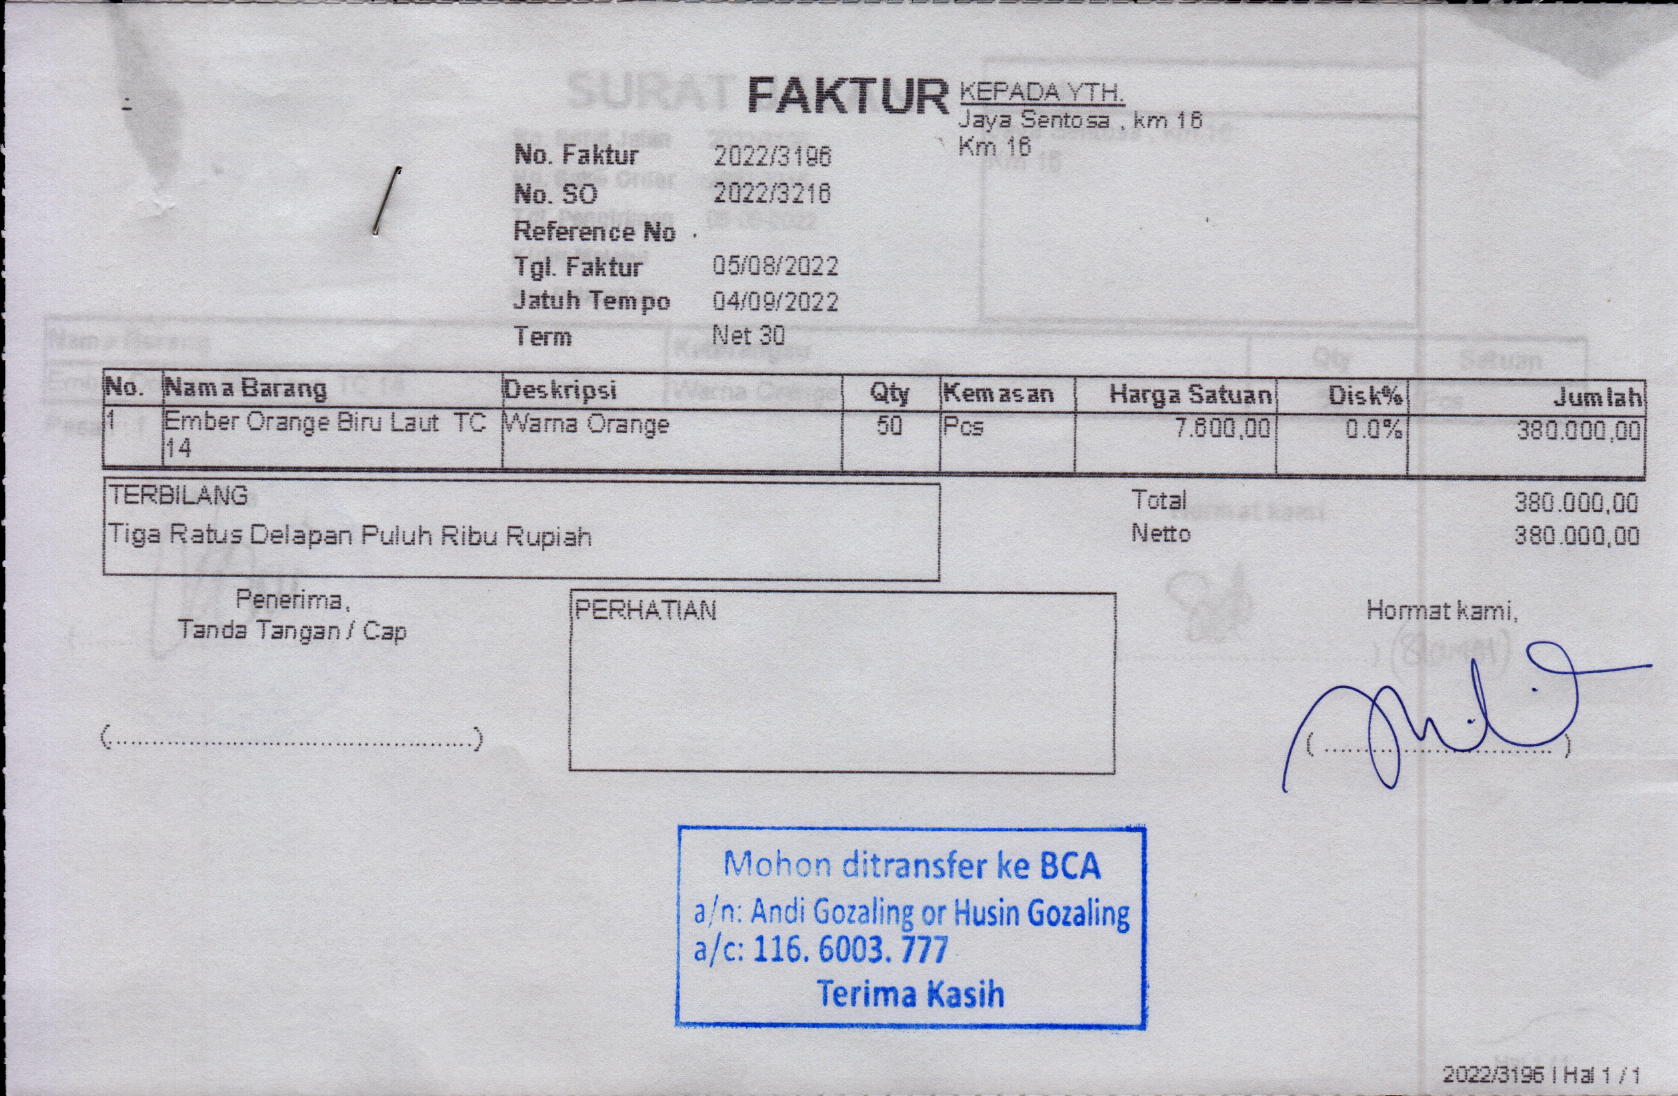 FAKTUR
KEPADA YTH.
Jaya Sentosa , km 16
Km 16
No. Faktur 2022/3196
No. SO 2022/3216
Reference No .
Tgl. Faktur 05/08/2022
Jatuh Tempo 04/09/2022
Term Net 30
No. Nama Barang Deskripsi Qty Kemasan Harga Satuan Disk% Jumlah
1 Ember Orange Biru Laut TC Warna Orange 50 Pcs 7.600,00 0.0% 380.000,00
14
TERBILANG
Tiga Ratus Delapan Puluh Ribu Rupiah
Total 380.000,00
Netto 380.000,00
Penerima,
Tanda Tangan / Cap
(................................................)
PERHATIAN
Hormat kami,
( .............................. )
Mohon ditransfer ke BCA
a/n: Andi Gozaling or Husin Gozaling
a/c: 116. 6003. 777
Terima Kasih
2022/3196 | Hal 1 / 1